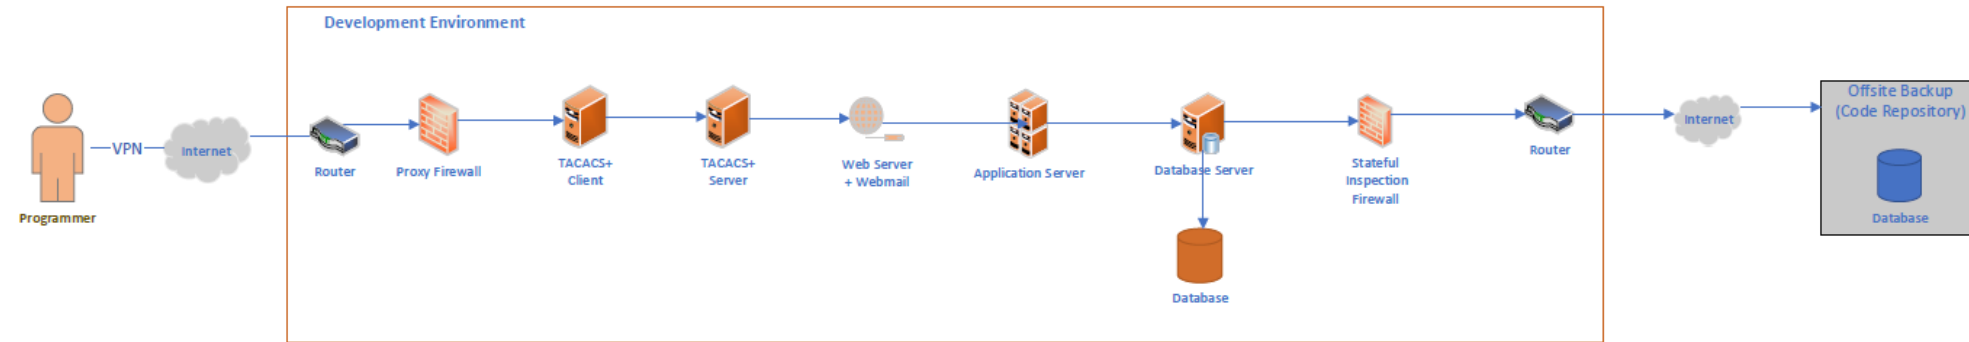 Development Environment
Offsite Backup
(Code Repository)
VPN
Internet
Internet
Router
Proxy Firewall
TACACS+
Client
TACACS+
Server
Web Server
+ Webmail
Application Server
Database Server
Stateful
Inspection
Firewall
Router
Programmer
Database
Database